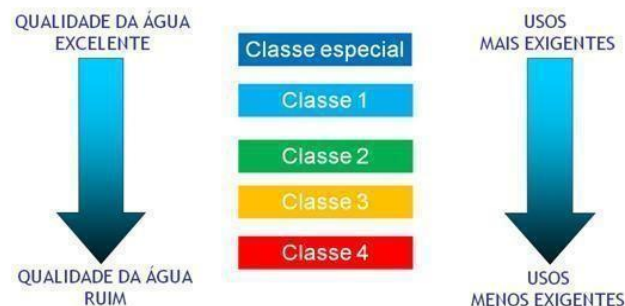 QUALIDADE DA ÁGUA
EXCELENTE
USOS
MAIS EXIGENTES
Classe especial
Classe 1
Classe 2
Classe 3
Classe 4
QUALIDADE DA ÁGUA
RUIM
USOS
MENOS EXIGENTES